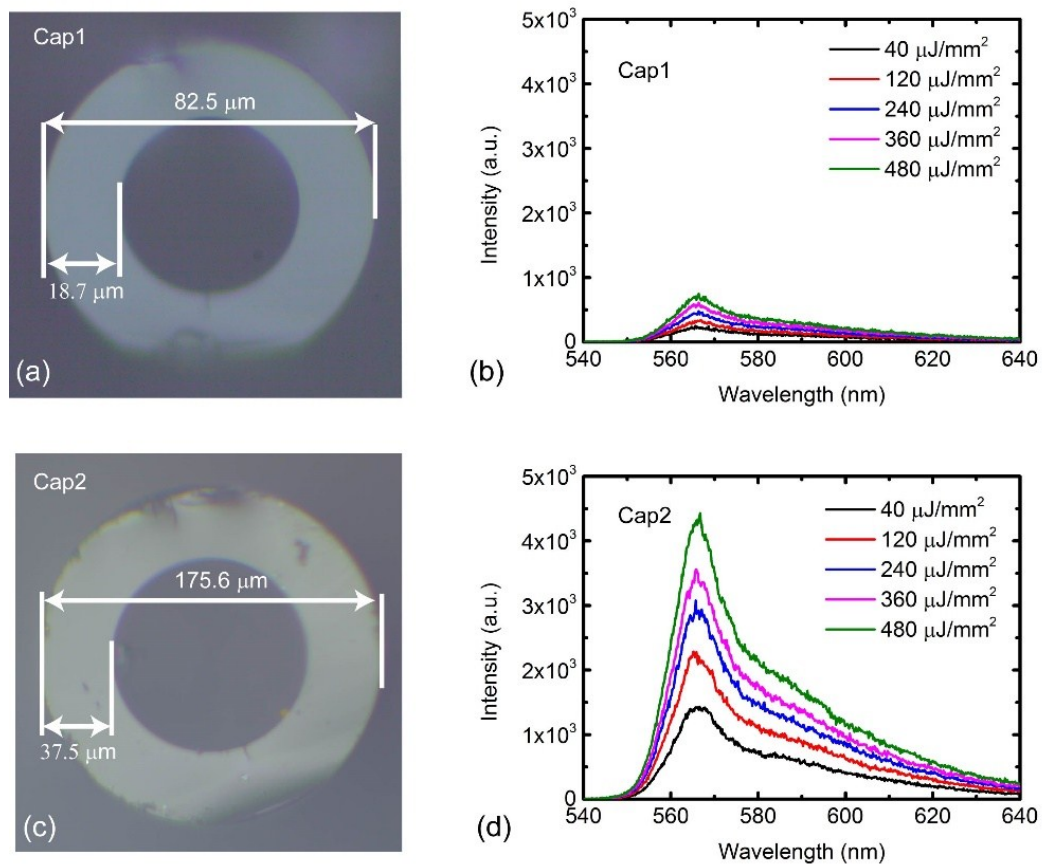 Cap1
82.5 μm
18.7 μm
(a)
5x10³
4x10³
3x10³
2x10³
1x10³
0
Intensity (a.u.)
Cap1
40 μJ/mm²
120 μJ/mm²
240 μJ/mm²
360 μJ/mm²
480 μJ/mm²
540 560 580 600 620 640
Wavelength (nm)
(b)
Cap2
175.6 μm
37.5 μm
(c)
5x10³
4x10³
3x10³
2x10³
1x10³
0
Intensity (a.u.)
Cap2
40 μJ/mm²
120 μJ/mm²
240 μJ/mm²
360 μJ/mm²
480 μJ/mm²
540 560 580 600 620 640
Wavelength (nm)
(d)